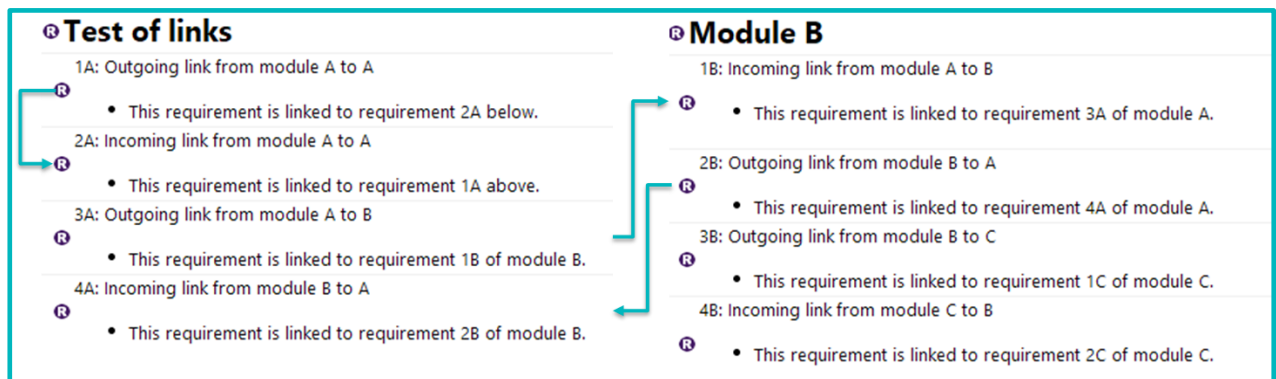 R Test of links
1A: Outgoing link from module A to A
R
• This requirement is linked to requirement 2A below.
2A: Incoming link from module A to A
R
• This requirement is linked to requirement 1A above.
3A: Outgoing link from module A to B
R
• This requirement is linked to requirement 1B of module B.
4A: Incoming link from module B to A
R
• This requirement is linked to requirement 2B of module B.
R Module B
1B: Incoming link from module A to B
R
• This requirement is linked to requirement 3A of module A.
2B: Outgoing link from module B to A
R
• This requirement is linked to requirement 4A of module A.
3B: Outgoing link from module B to C
R
• This requirement is linked to requirement 1C of module C.
4B: Incoming link from module C to B
R
• This requirement is linked to requirement 2C of module C.